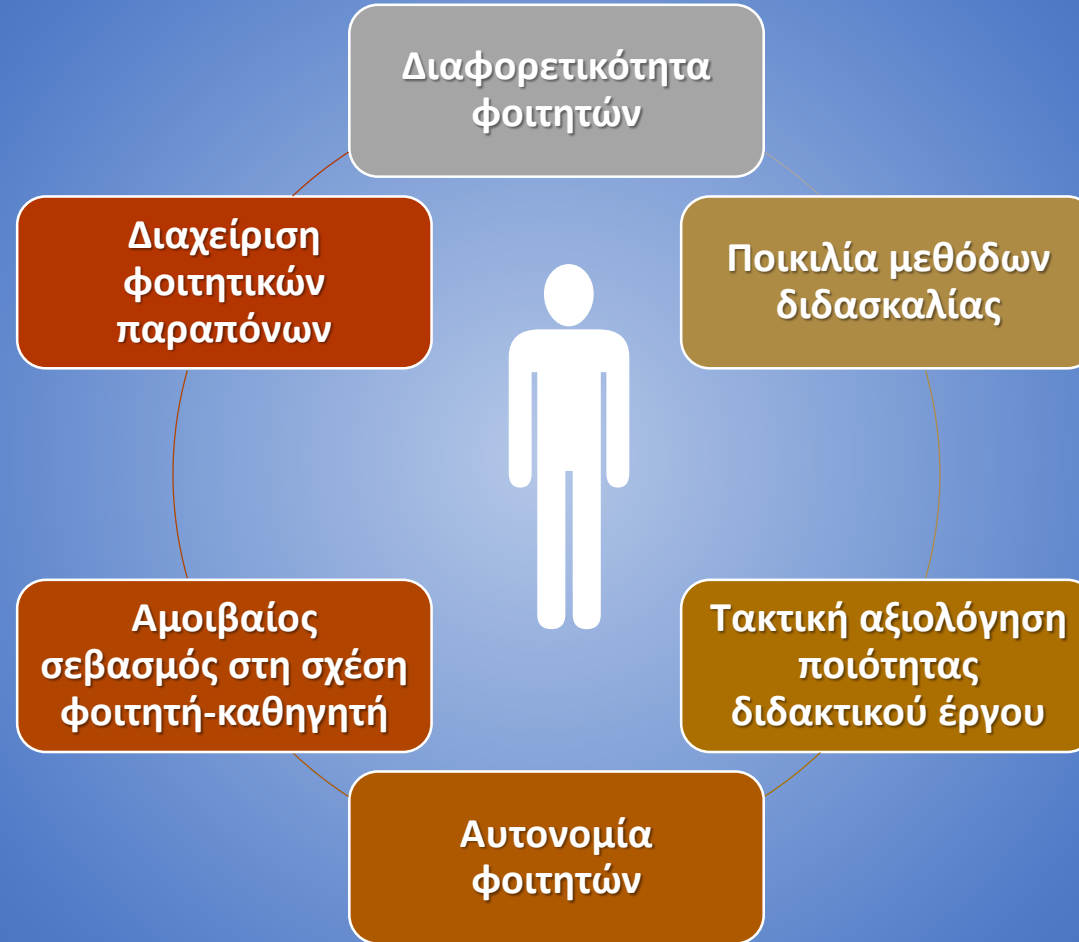 Διαφορετικότητα
φοιτητών
Ποικιλία μεθόδων
διδασκαλίας
Τακτική αξιολόγηση
ποιότητας
διδακτικού έργου
Αυτονομία
φοιτητών
Αμοιβαίος
σεβασμός στη σχέση
φοιτητή-καθηγητή
Διαχείριση
φοιτητικών
παραπόνων